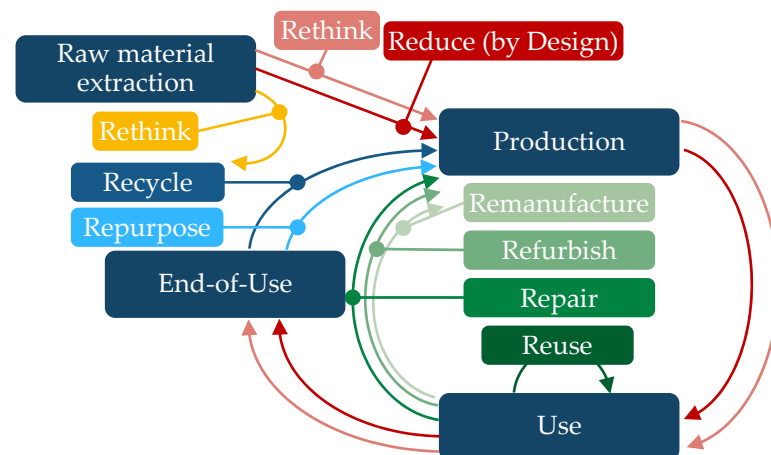 Rethink
Reduce (by Design)
Raw material
extraction
Rethink
Production
Recycle
Remanufacture
Repurpose
Refurbish
End-of-Use
Repair
Reuse
Use